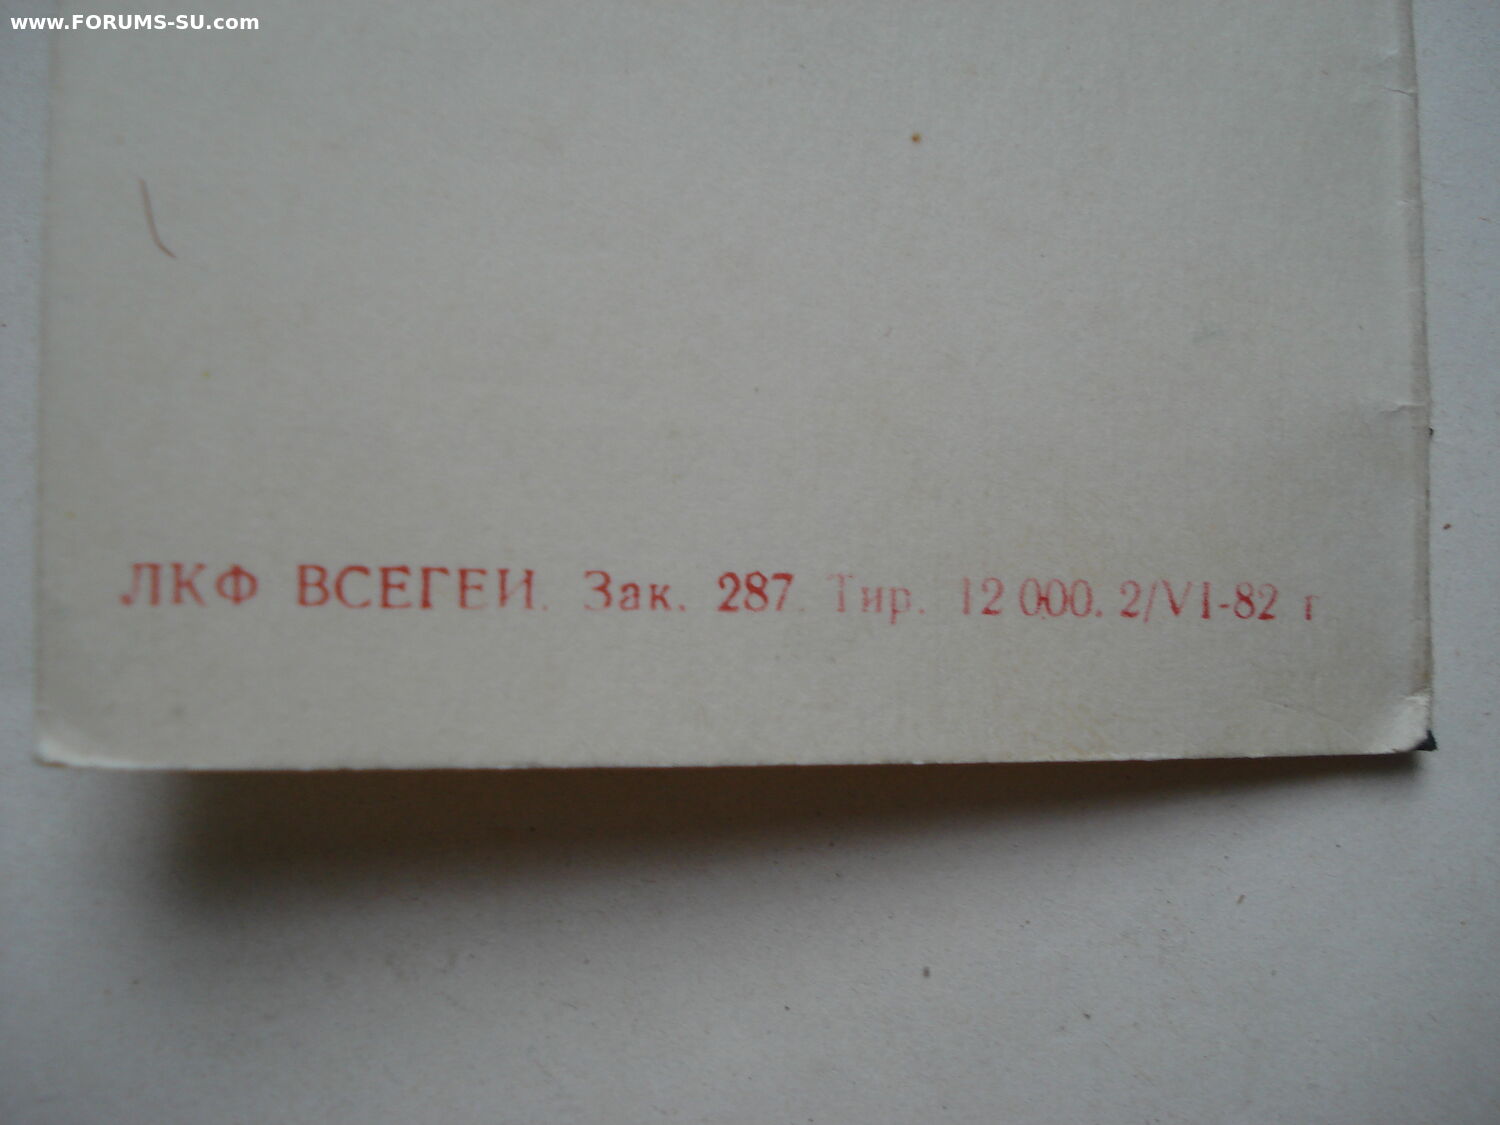 www.FORUMS-SU.com
ЛКФ ВСЕГЕИ. Зак. 287. Тир. 12 000. 2/VI-82 г